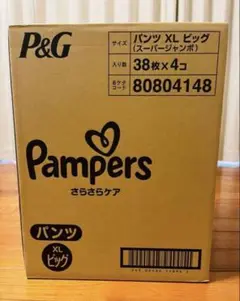 P&G
サイズ パンツ XL ビッグ
(スーパージャンボ)
入り数 38枚×4コ
80804148
Pampers
さらさらケア
パンツ
XL
ビッグ